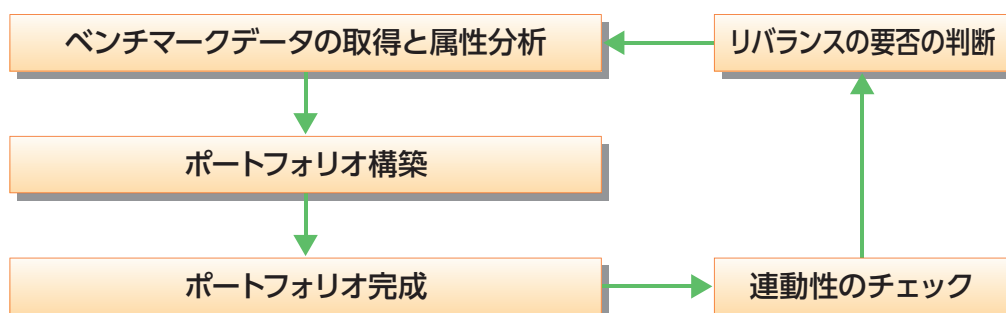 ベンチマークデータの取得と属性分析
リバランスの要否の判断
ポートフォリオ構築
ポートフォリオ完成
連動性のチェック